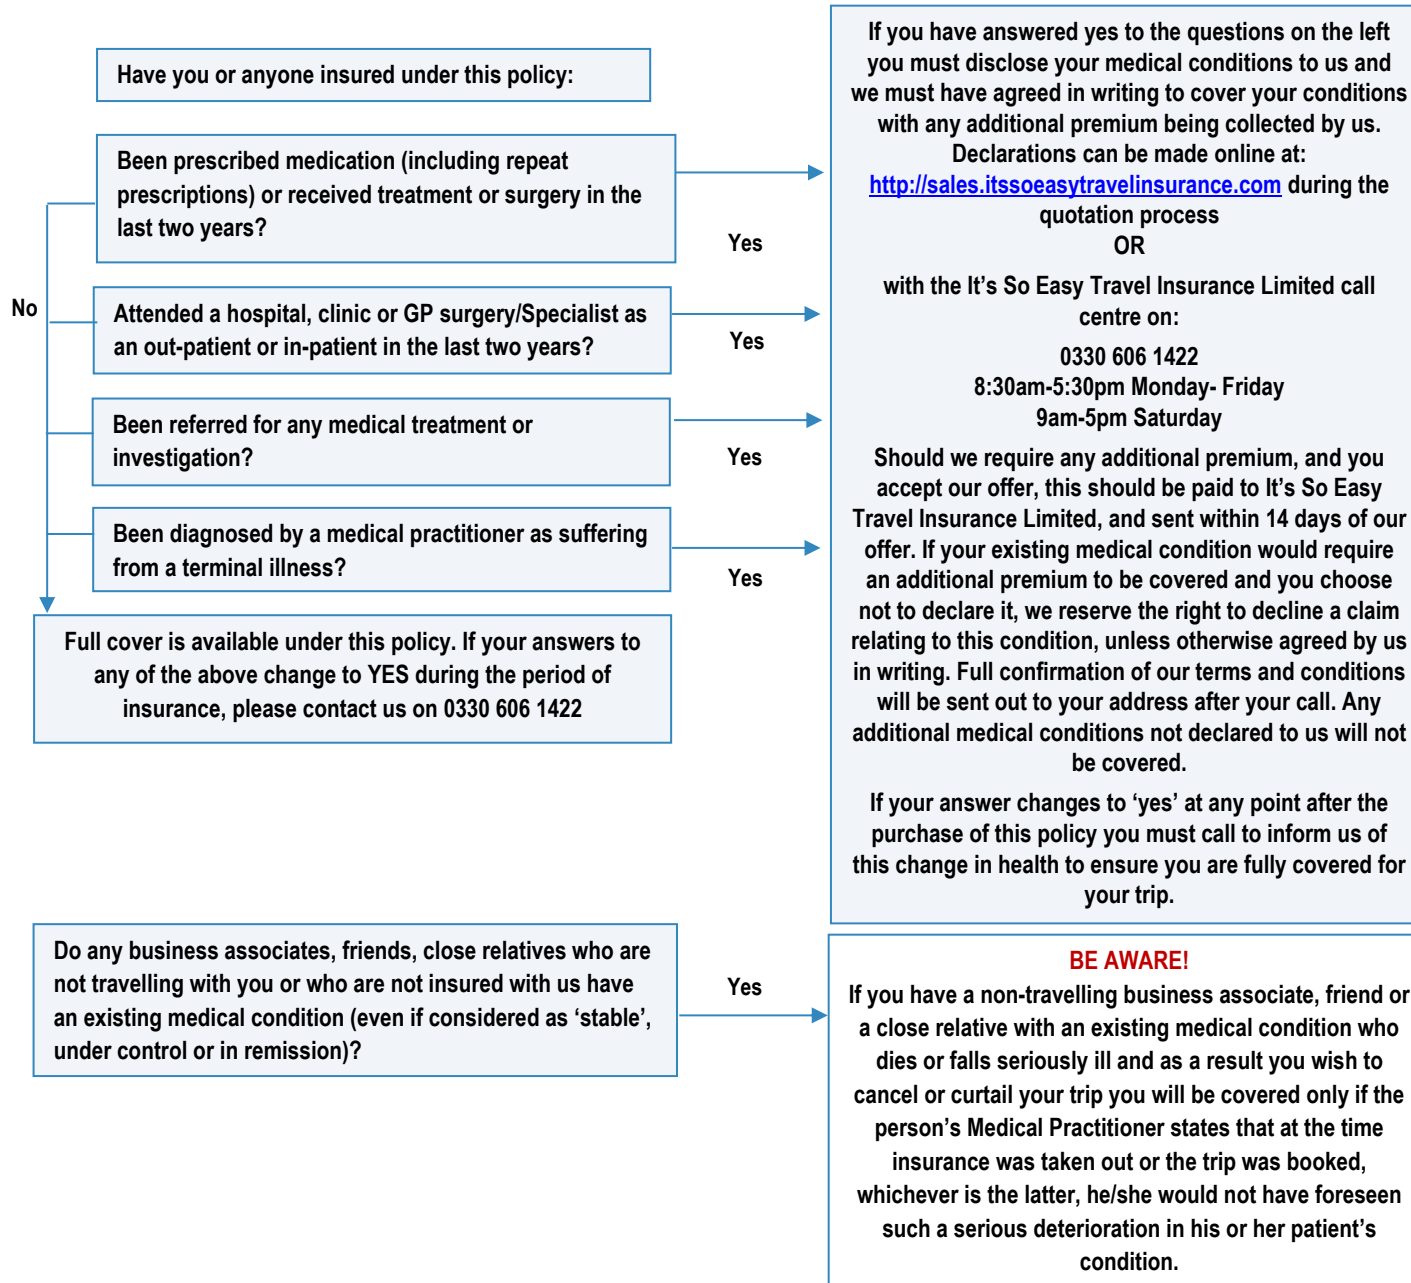 Have you or anyone insured under this policy:
Been prescribed medication (including repeat
prescriptions) or received treatment or surgery in the
last two years?
Yes
No
Attended a hospital, clinic or GP surgery/Specialist as
an out-patient or in-patient in the last two years?
Yes
Been referred for any medical treatment or
investigation?
Yes
Been diagnosed by a medical practitioner as suffering
from a terminal illness?
Yes
Full cover is available under this policy. If your answers to
any of the above change to YES during the period of
insurance, please contact us on 0330 606 1422
If you have answered yes to the questions on the left
you must disclose your medical conditions to us and
we must have agreed in writing to cover your conditions
with any additional premium being collected by us.
Declarations can be made online at:
http://sales.itssoeasytravelinsurance.com during the
quotation process
OR
with the It's So Easy Travel Insurance Limited call
centre on:
0330 606 1422
8:30am-5:30pm Monday- Friday
9am-5pm Saturday
Should we require any additional premium, and you
accept our offer, this should be paid to It's So Easy
Travel Insurance Limited, and sent within 14 days of our
offer. If your existing medical condition would require
an additional premium to be covered and you choose
not to declare it, we reserve the right to decline a claim
relating to this condition, unless otherwise agreed by us
in writing. Full confirmation of our terms and conditions
will be sent out to your address after your call. Any
additional medical conditions not declared to us will not
be covered.
If your answer changes to ‘yes’ at any point after the
purchase of this policy you must call to inform us of
this change in health to ensure you are fully covered for
your trip.
Do any business associates, friends, close relatives who are
not travelling with you or who are not insured with us have
an existing medical condition (even if considered as ‘stable’,
under control or in remission)?
Yes
BE AWARE!
If you have a non-travelling business associate, friend or
a close relative with an existing medical condition who
dies or falls seriously ill and as a result you wish to
cancel or curtail your trip you will be covered only if the
person’s Medical Practitioner states that at the time
insurance was taken out or the trip was booked,
whichever is the latter, he/she would not have foreseen
such a serious deterioration in his or her patient’s
condition.